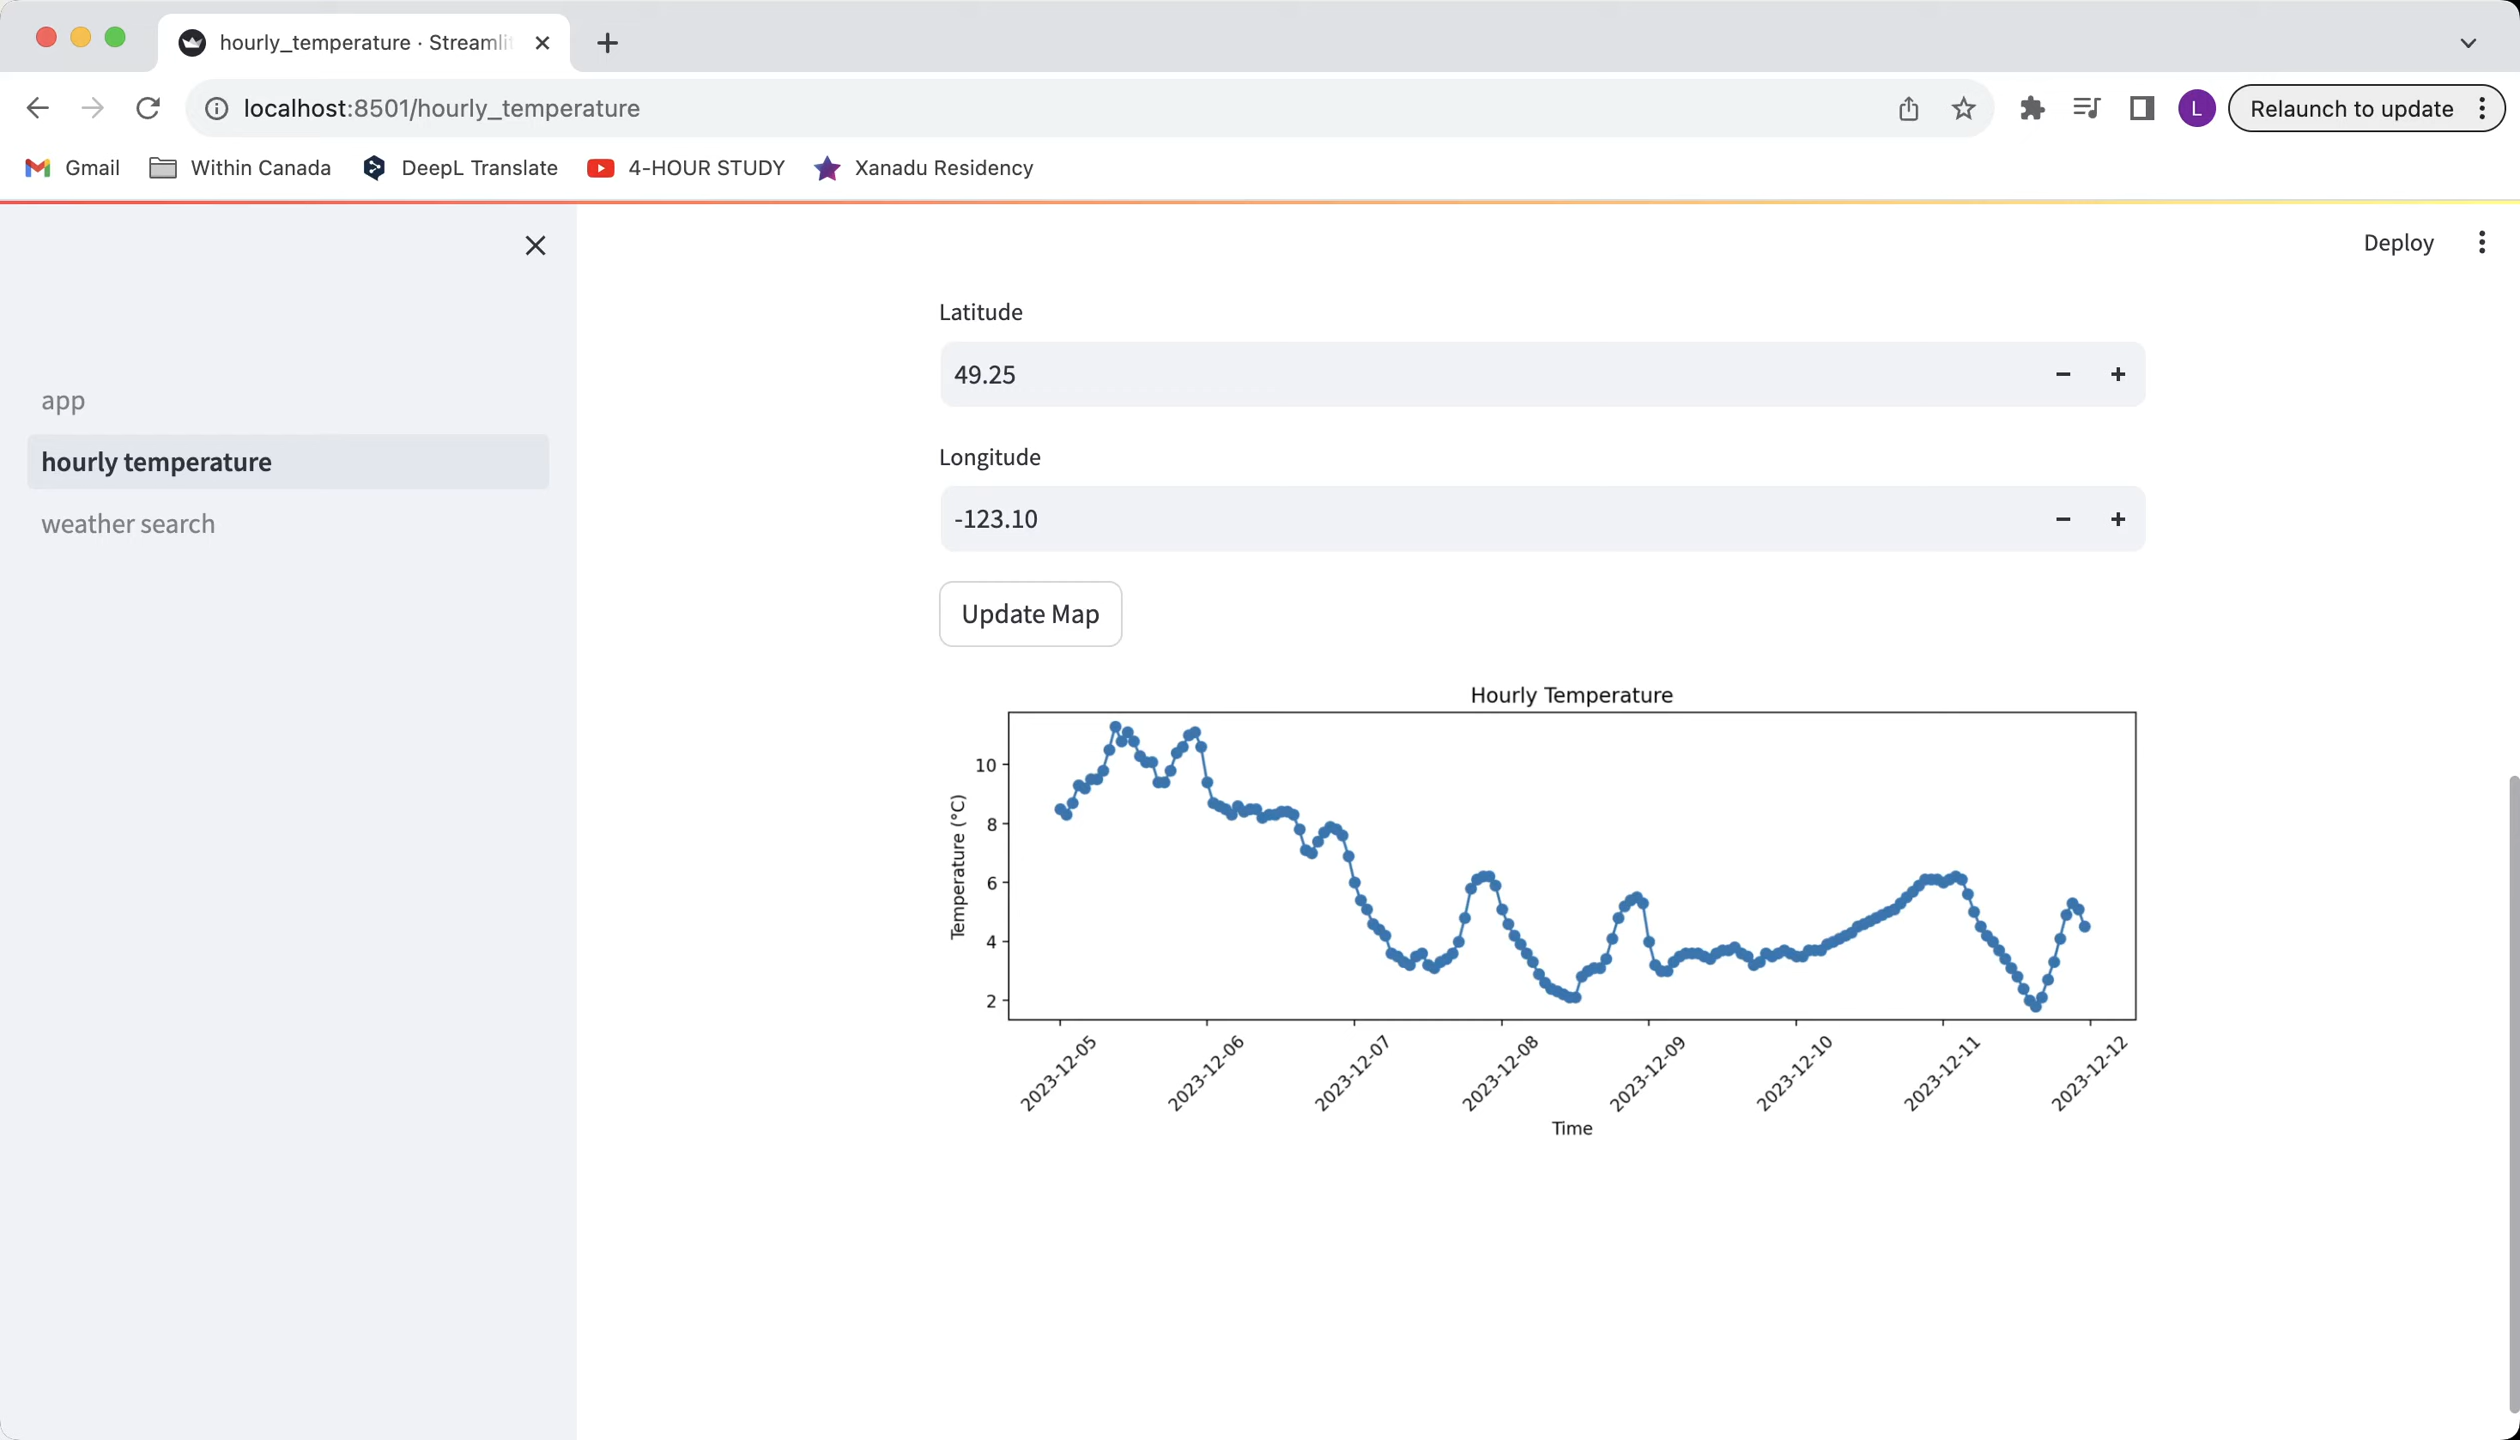 hourly_temperature · Streamli
localhost:8501/hourly_temperature
L
Relaunch to update
Gmail
Within Canada
DeepL Translate
4-HOUR STUDY
Xanadu Residency
Deploy
app
hourly temperature
weather search
Latitude
49.25
Longitude
-123.10
Update Map
Hourly Temperature
Temperature (°C)
10
8
6
4
2
2023-12-05
2023-12-06
2023-12-07
2023-12-08
2023-12-09
2023-12-10
2023-12-11
2023-12-12
Time